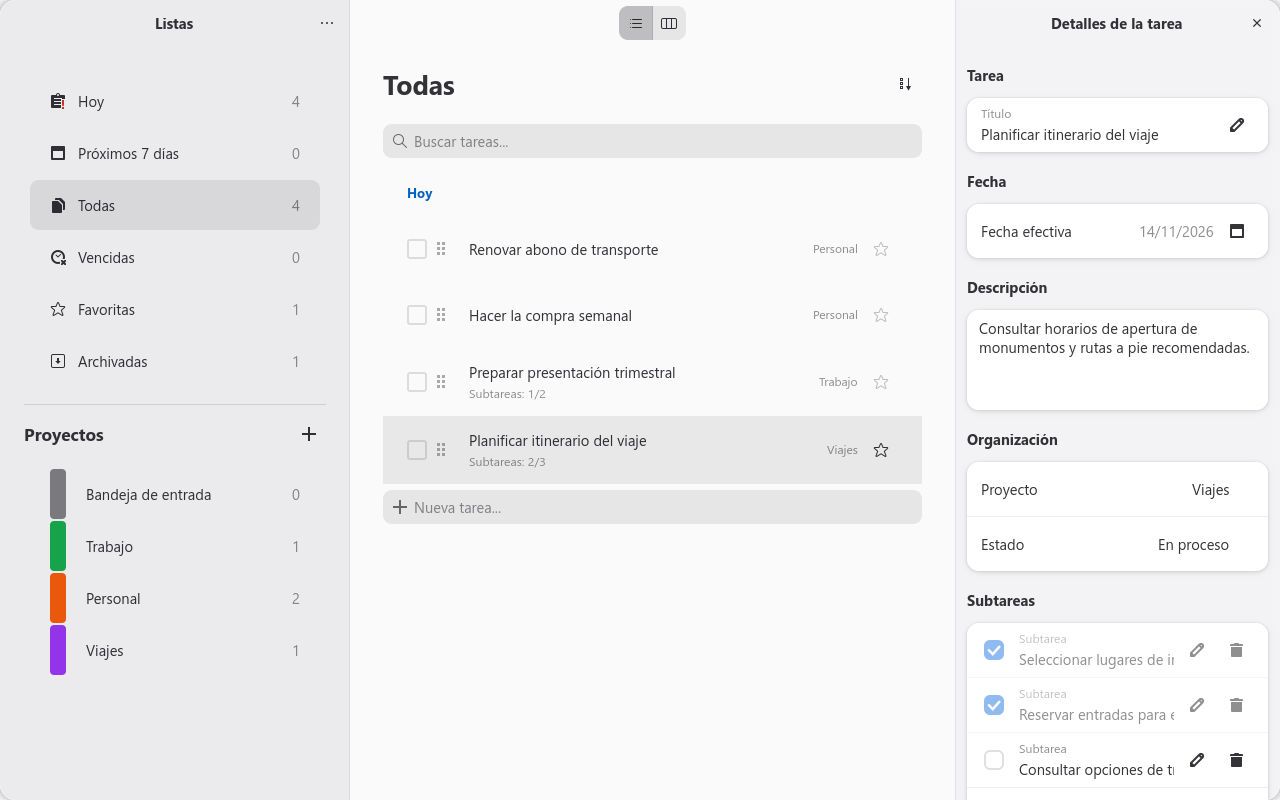 Listas
Hoy 4
Próximos 7 días 0
Todas 4
Vencidas 0
Favoritas 1
Archivadas 1
Proyectos
Bandeja de entrada 0
Trabajo 1
Personal 2
Viajes 1
Todas
Buscar tareas...
Hoy
Renovar abono de transporte Personal
Hacer la compra semanal Personal
Preparar presentación trimestral Trabajo
Subtareas: 1/2
Planificar itinerario del viaje Viajes
Subtareas: 2/3
Nueva tarea...
Detalles de la tarea
Tarea
Título
Planificar itinerario del viaje
Fecha
Fecha efectiva 14/11/2026
Descripción
Consultar horarios de apertura de
monumentos y rutas a pie recomendadas.
Organización
Proyecto Viajes
Estado En proceso
Subtareas
Subtarea
Seleccionar lugares de
Subtarea
Reservar entradas para
Subtarea
Consultar opciones de